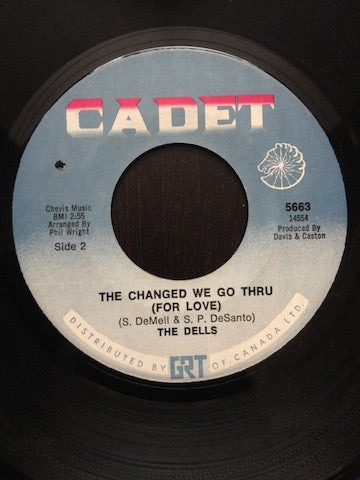 CADET
Chevis Music
BMI 2:55
Arranged By
Phil Wright
Side 2
5663
14554
Produced By
Davis & Caston
THE CHANGED WE GO THRU
(FOR LOVE)
(S. DeMell & S. P. DeSanto)
THE DELLS
DISTRIBUTED BY GRT OF CANADA LTD.